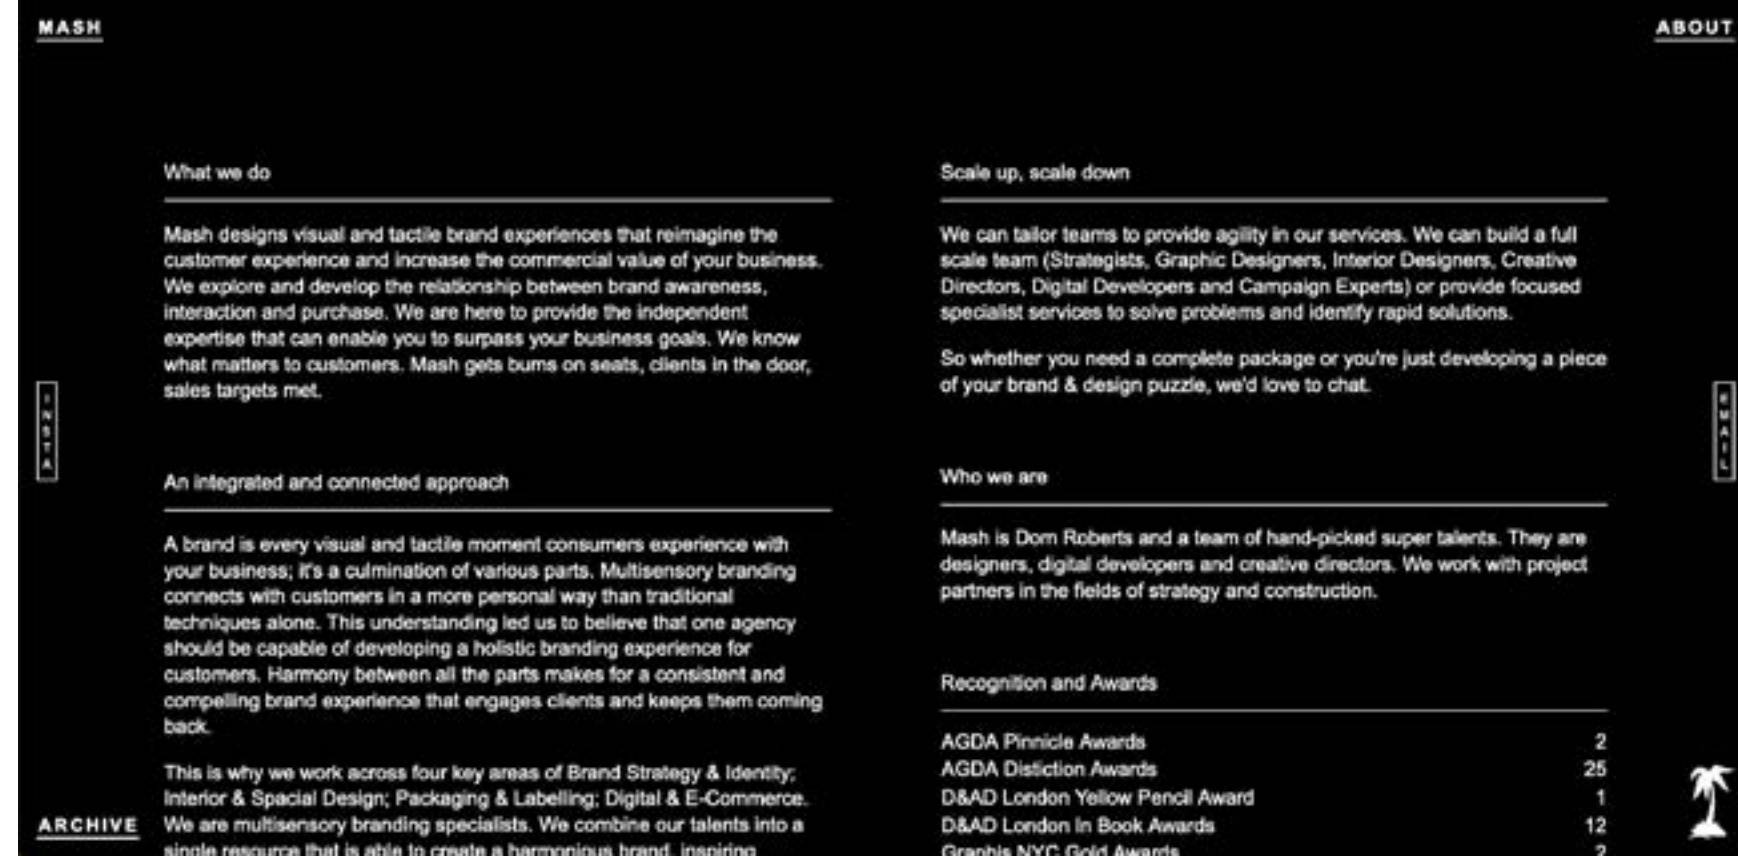 MASH
ABOUT
What we do
Mash designs visual and tactile brand experiences that reimagine the
customer experience and increase the commercial value of your business.
We explore and develop the relationship between brand awareness,
interaction and purchase. We are here to provide the independent
expertise that can enable you to surpass your business goals. We know
what matters to customers. Mash gets bums on seats, clients in the door,
sales targets met.
INSTA
An integrated and connected approach
A brand is every visual and tactile moment consumers experience with
your business; it's a culmination of various parts. Multisensory branding
connects with customers in a more personal way than traditional
techniques alone. This understanding led us to believe that one agency
should be capable of developing a holistic branding experience for
customers. Harmony between all the parts makes for a consistent and
compelling brand experience that engages clients and keeps them coming
back.
This is why we work across four key areas of Brand Strategy & Identity;
Interior & Spacial Design; Packaging & Labelling; Digital & E-Commerce.
We are multisensory branding specialists. We combine our talents into a
single resource that is able to create a harmonious brand, inspiring
ARCHIVE
Scale up, scale down
We can tailor teams to provide agility in our services. We can build a full
scale team (Strategists, Graphic Designers, Interior Designers, Creative
Directors, Digital Developers and Campaign Experts) or provide focused
specialist services to solve problems and identify rapid solutions.
So whether you need a complete package or you're just developing a piece
of your brand & design puzzle, we'd love to chat.
EMAIL
Who we are
Mash is Dom Roberts and a team of hand-picked super talents. They are
designers, digital developers and creative directors. We work with project
partners in the fields of strategy and construction.
Recognition and Awards
AGDA Pinnicle Awards 2
AGDA Distiction Awards 25
D&AD London Yellow Pencil Award 1
D&AD London In Book Awards 12
Graphis NYC Gold Awards 2